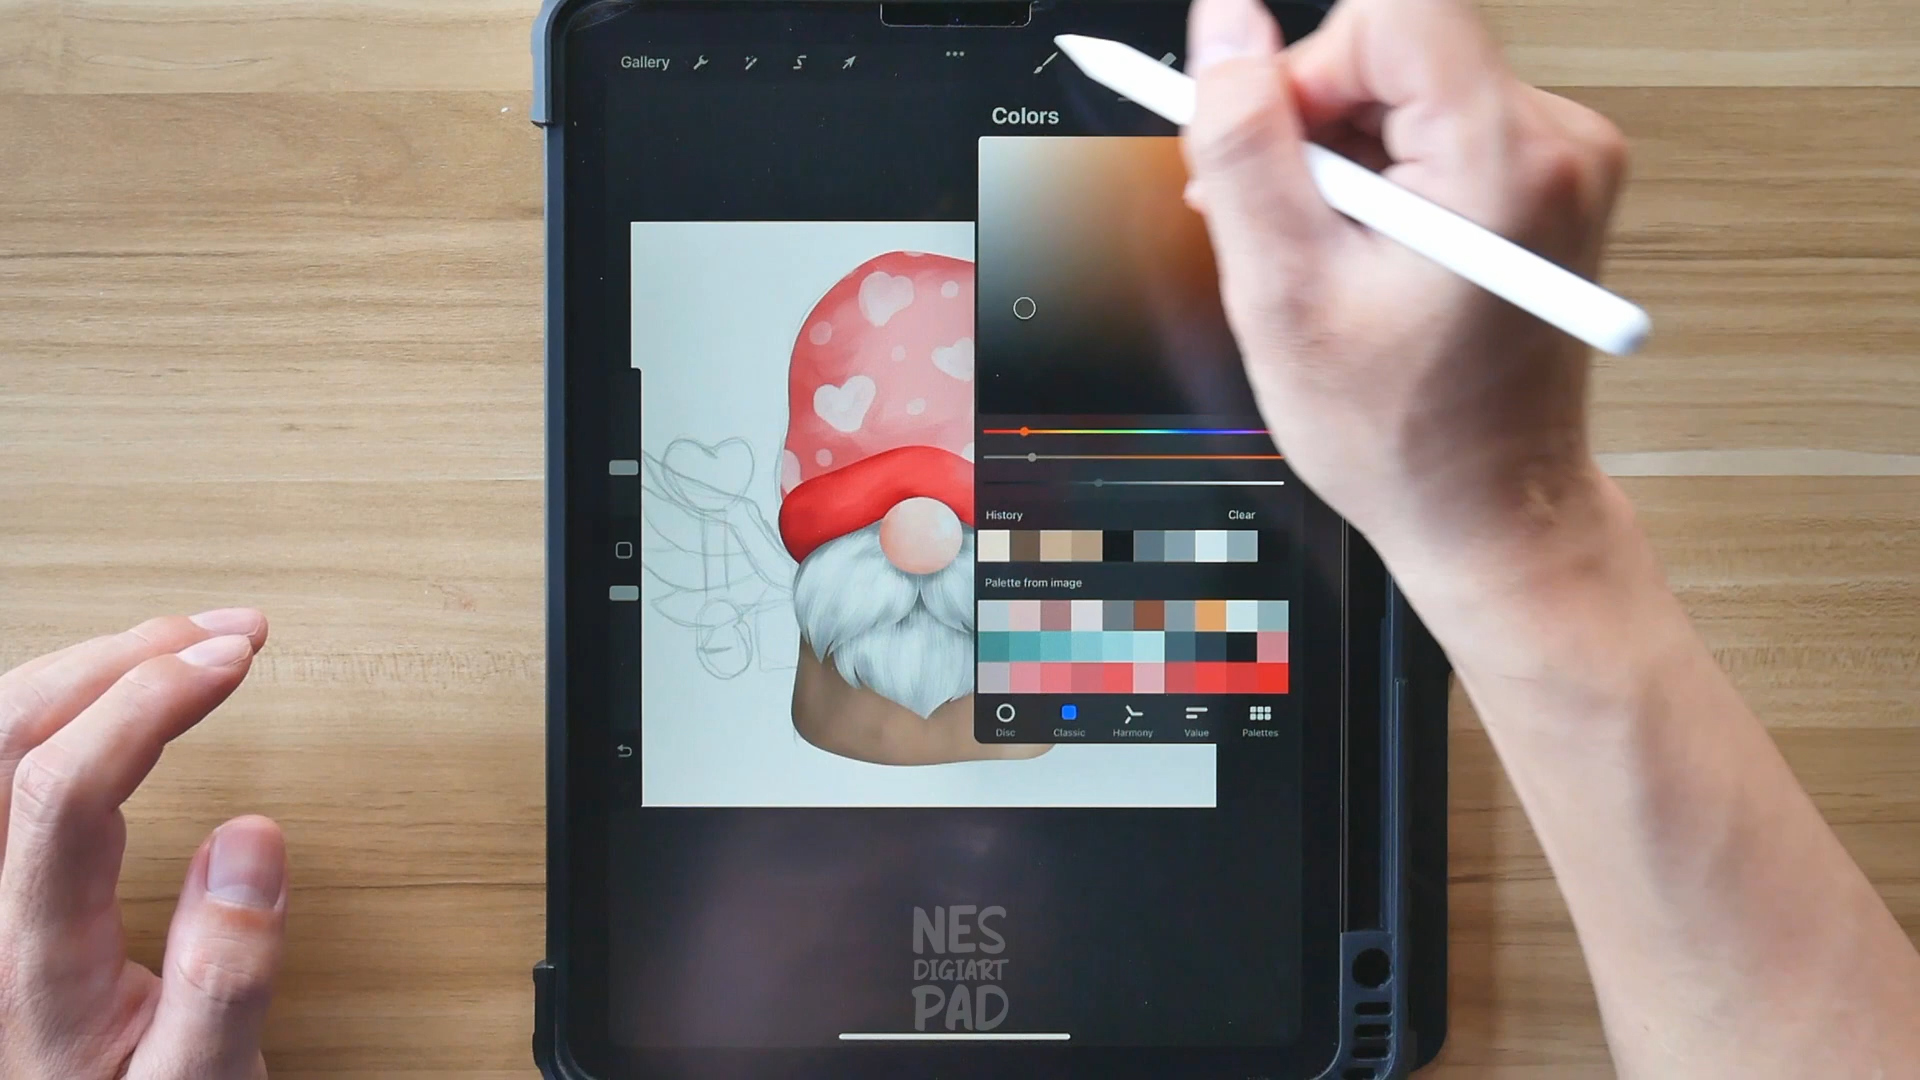 Gallery
Colors
History
Clear
Palette from image
Disc
Classic
Harmony
Value
Palettes
NES
DIGIART
PAD